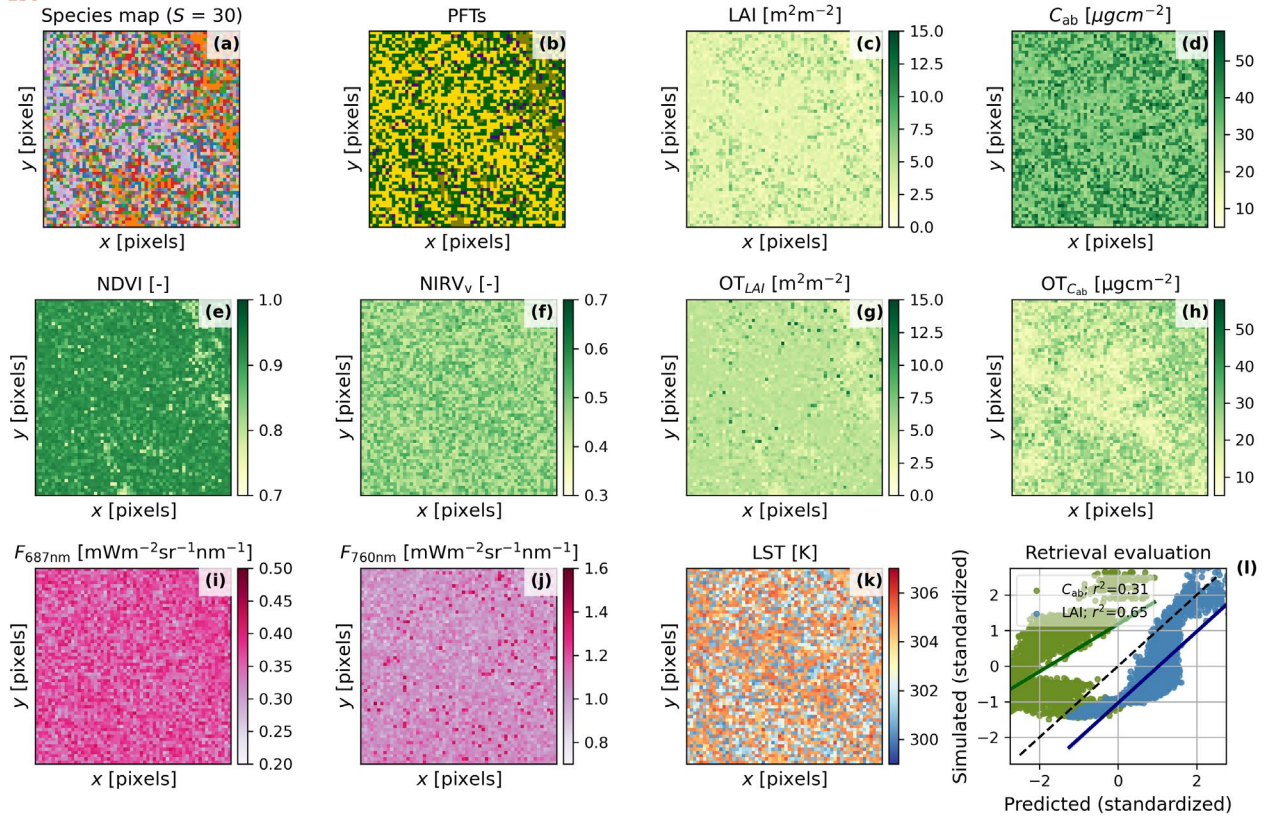 Species map (S = 30)
(a)
y [pixels]
x [pixels]
PFTs
(b)
y [pixels]
x [pixels]
LAI [m²m⁻²]
(c)
y [pixels]
x [pixels]
15.0
12.5
10.0
7.5
5.0
2.5
0.0
C_ab [μgcm⁻²]
(d)
y [pixels]
x [pixels]
50
40
30
20
10
NDVI [-]
(e)
y [pixels]
x [pixels]
1.0
0.9
0.8
0.7
NIRV_v [-]
(f)
y [pixels]
x [pixels]
0.7
0.6
0.5
0.4
0.3
OT_LAI [m²m⁻²]
(g)
y [pixels]
x [pixels]
15.0
12.5
10.0
7.5
5.0
2.5
0.0
OT_C_ab [μgcm⁻²]
(h)
y [pixels]
x [pixels]
50
40
30
20
10
F_687nm [mWm⁻²sr⁻¹nm⁻¹]
(i)
y [pixels]
x [pixels]
0.50
0.45
0.40
0.35
0.30
0.25
0.20
F_760nm [mWm⁻²sr⁻¹nm⁻¹]
(j)
y [pixels]
x [pixels]
1.6
1.4
1.2
1.0
0.8
LST [K]
(k)
y [pixels]
x [pixels]
306
304
302
300
Retrieval evaluation
(l)
C_ab; r²=0.31
LAI; r²=0.65
Simulated (standardized)
2
1
0
−1
−2
−2
0
2
Predicted (standardized)